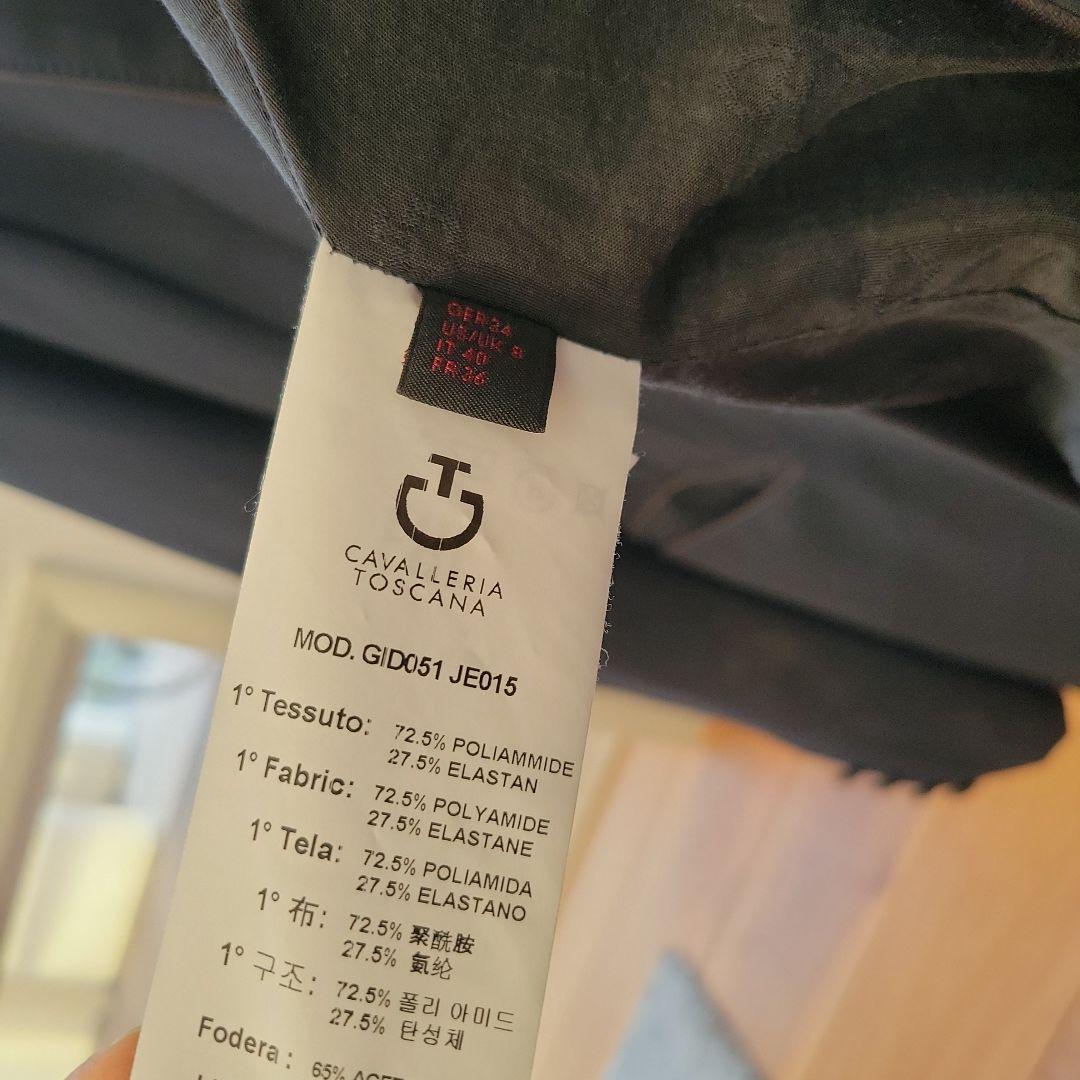 GER 34
US/UK 8
IT 40
FR 36
CAVALLERIA
TOSCANA
MOD. GID051 JE015
1° Tessuto: 72.5% POLIAMMIDE
27.5% ELASTAN
1° Fabric: 72.5% POLYAMIDE
27.5% ELASTANE
1° Tela: 72.5% POLIAMIDA
27.5% ELASTANO
1° 布: 72.5% 聚酰胺
27.5% 氨纶
1° 구조: 72.5% 폴리 아미드
27.5% 탄성체
Fodera: 65%